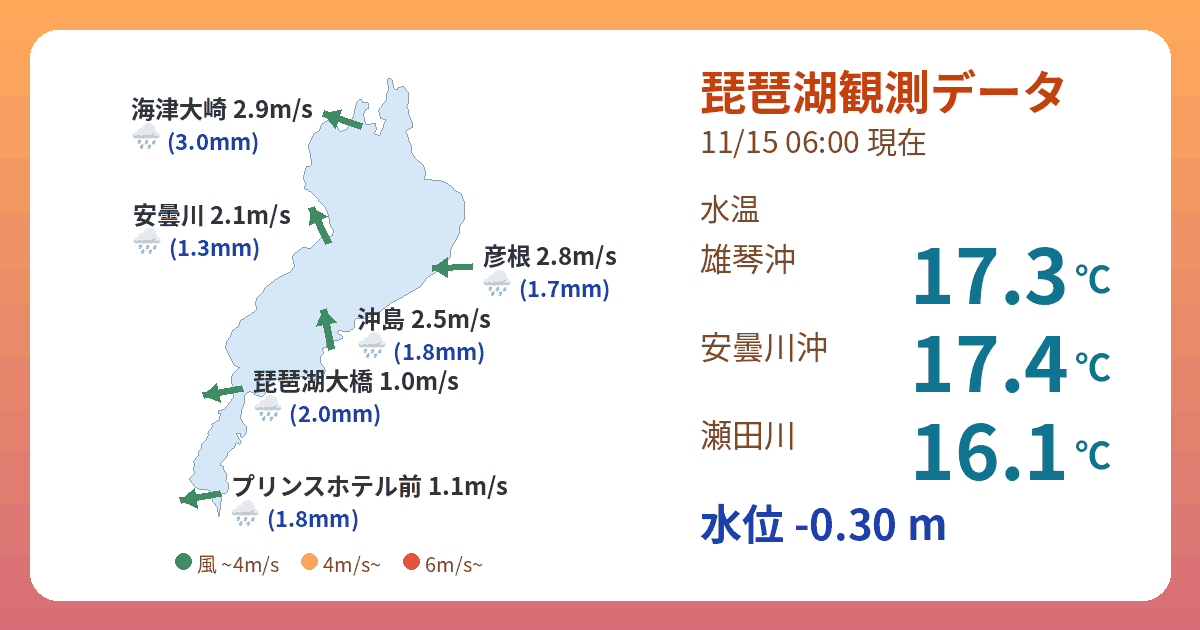 琵琶湖観測データ
11/15 06:00 現在
海津大崎 2.9m/s
(3.0mm)
安曇川 2.1m/s
(1.3mm)
彦根 2.8m/s
(1.7mm)
沖島 2.5m/s
(1.8mm)
琵琶湖大橋 1.0m/s
(2.0mm)
プリンスホテル前 1.1m/s
(1.8mm)
風 ~4m/s
4m/s~
6m/s~
水温
雄琴沖 17.3 ℃
安曇川沖 17.4 ℃
瀬田川 16.1 ℃
水位 -0.30 m